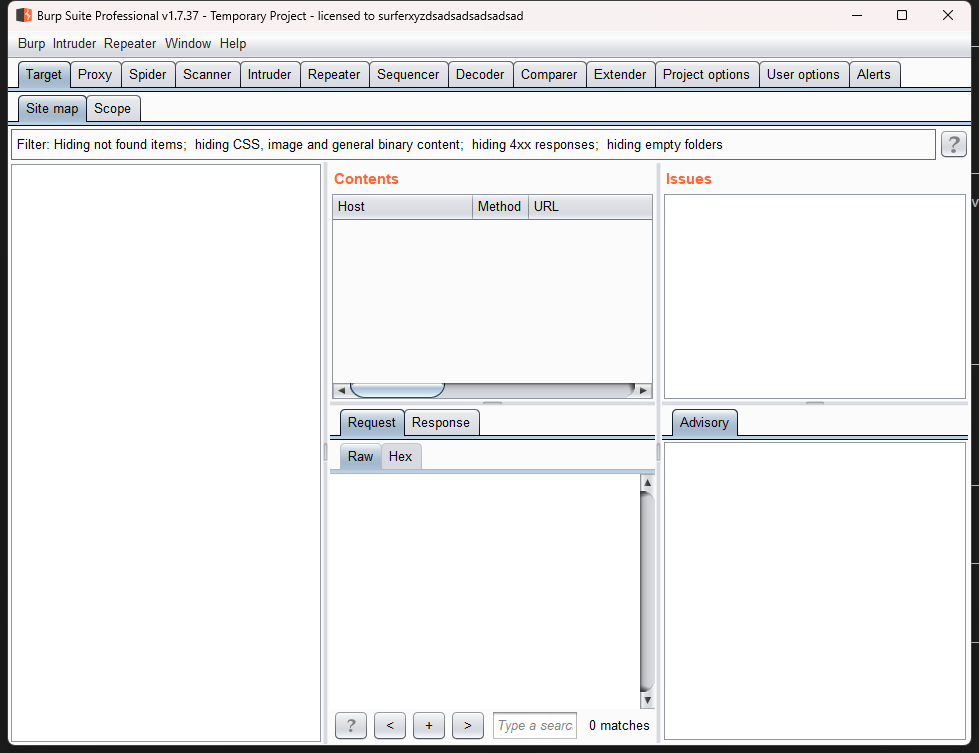 Burp Suite Professional v1.7.37 - Temporary Project - licensed to surferxyzdsadsadsadsadsad
Burp Intruder Repeater Window Help
Target Proxy Spider Scanner Intruder Repeater Sequencer Decoder Comparer Extender Project options User options Alerts
Site map Scope
Filter: Hiding not found items; hiding CSS, image and general binary content; hiding 4xx responses; hiding empty folders
?
Contents
Host Method URL
Issues
Request Response
Raw Hex
Advisory
? < + > Type a searc 0 matches
v